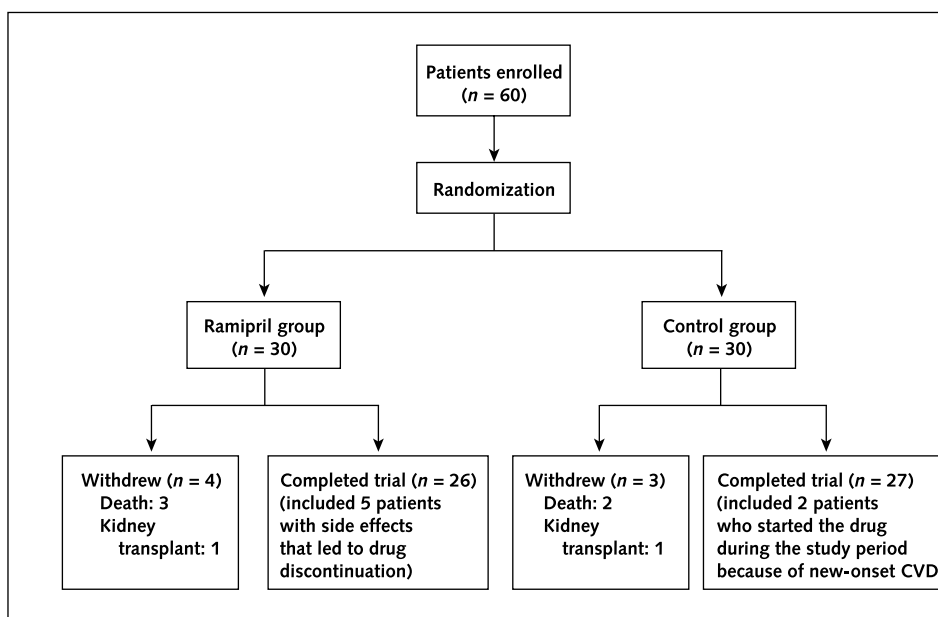 Patients enrolled
(n = 60)
Randomization
Ramipril group
(n = 30)
Control group
(n = 30)
Withdrew (n = 4)
Death: 3
Kidney
transplant: 1
Completed trial (n = 26)
(included 5 patients
with side effects
that led to drug
discontinuation)
Withdrew (n = 3)
Death: 2
Kidney
transplant: 1
Completed trial (n = 27)
(included 2 patients
who started the drug
during the study period
because of new-onset CVD